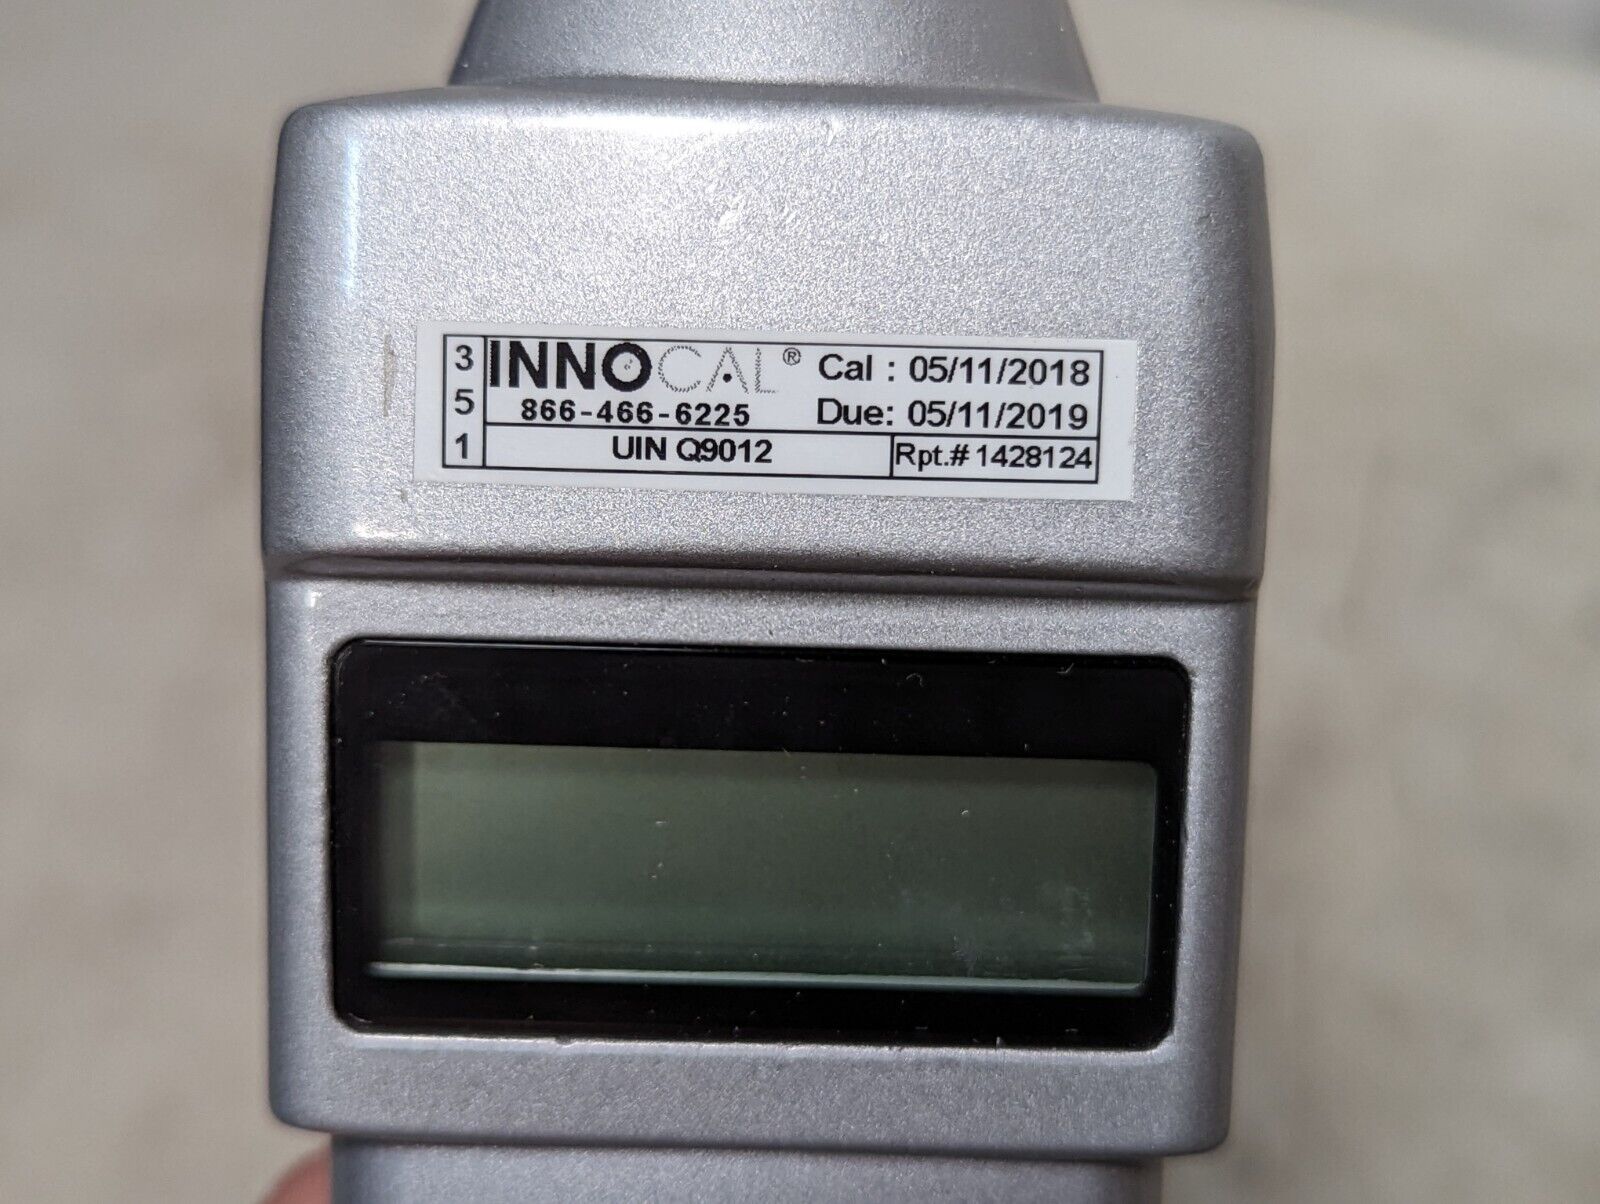 3 INNOCAL® Cal : 05/11/2018
5 866-466-6225 Due: 05/11/2019
1 UIN Q9012 Rpt.# 1428124